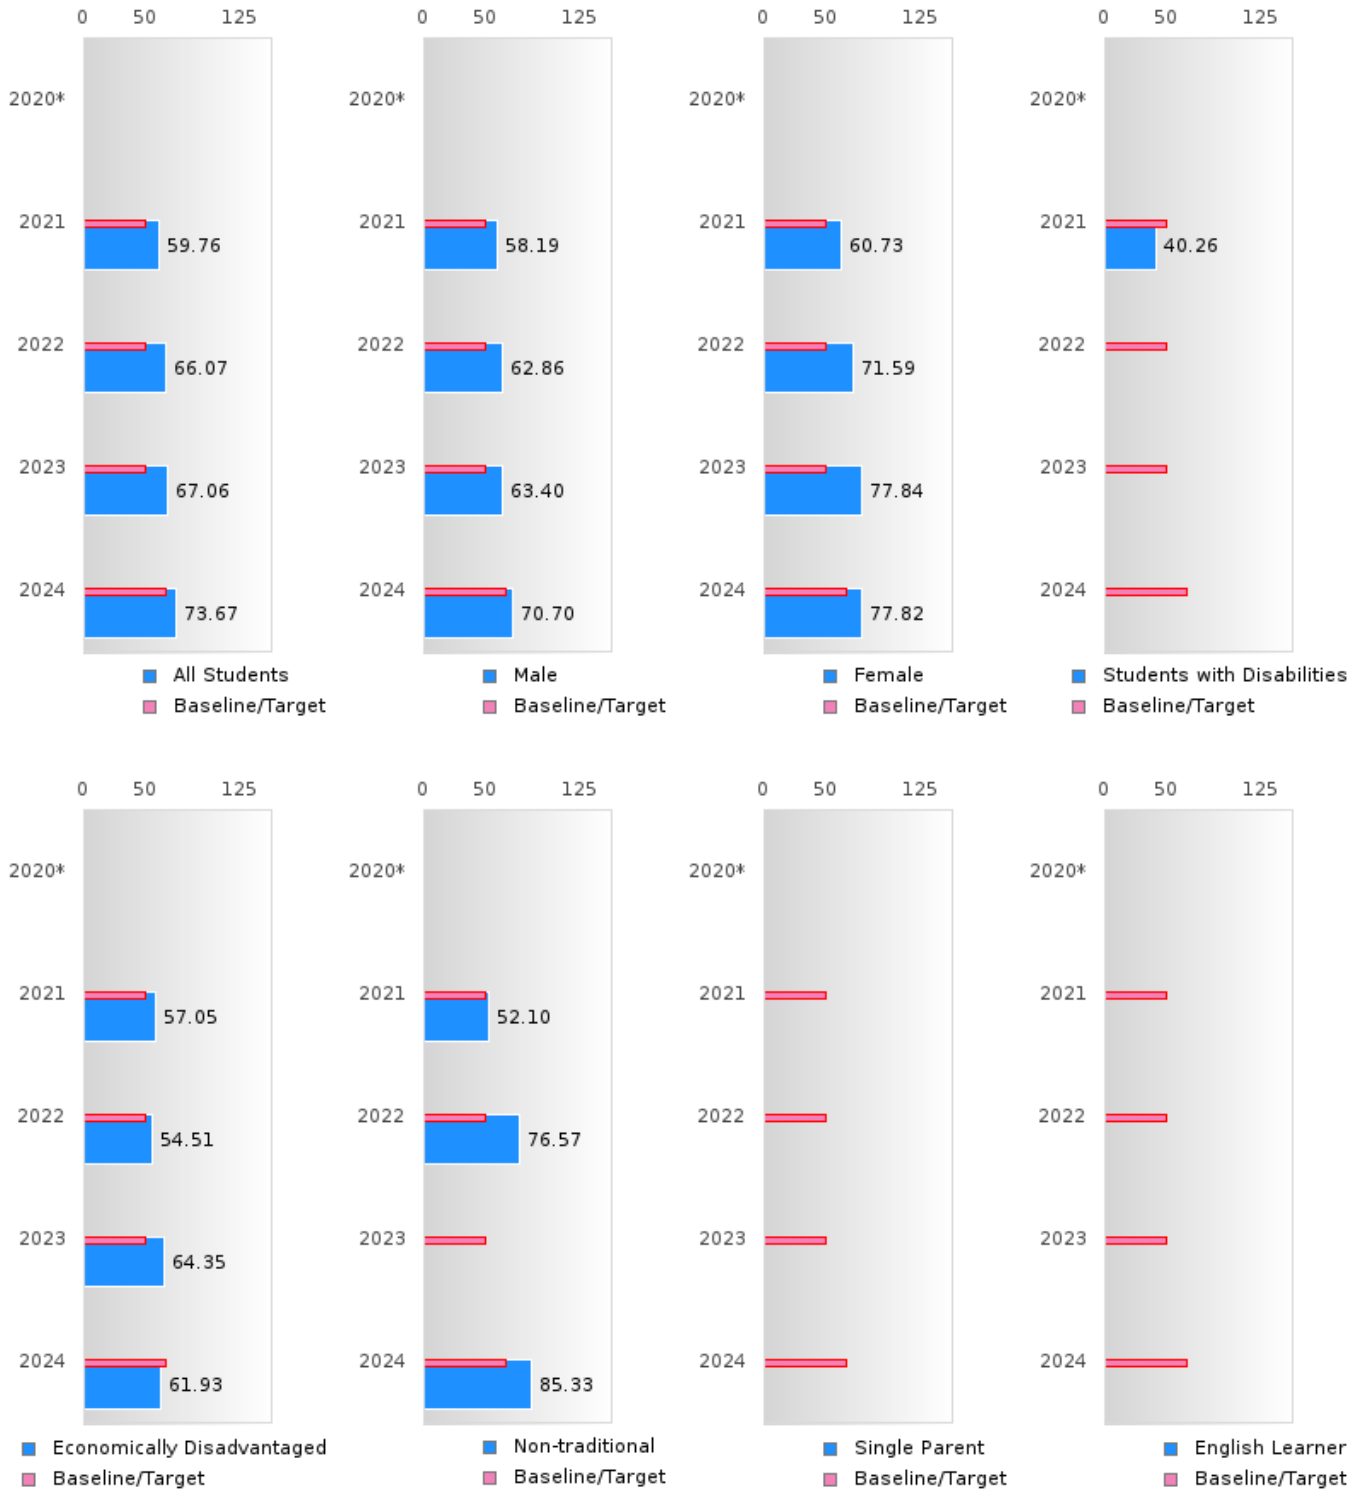 0 50 125 0 50 125 0 50 125 0 50 125
2020* 2020* 2020* 2020*
2021 2021 2021 2021
59.76 58.19 60.73 40.26
2022 2022 2022 2022
66.07 62.86 71.59
2023 2023 2023 2023
67.06 63.40 77.84
2024 2024 2024 2024
73.67 70.70 77.82
All Students Male Female Students with Disabilities
Baseline/Target Baseline/Target Baseline/Target Baseline/Target
0 50 125 0 50 125 0 50 125 0 50 125
2020* 2020* 2020* 2020*
2021 2021 2021 2021
57.05 52.10
2022 2022 2022 2022
54.51 76.57
2023 2023 2023 2023
64.35
2024 2024 2024 2024
61.93 85.33
Economically Disadvantaged Non-traditional Single Parent English Learner
Baseline/Target Baseline/Target Baseline/Target Baseline/Target